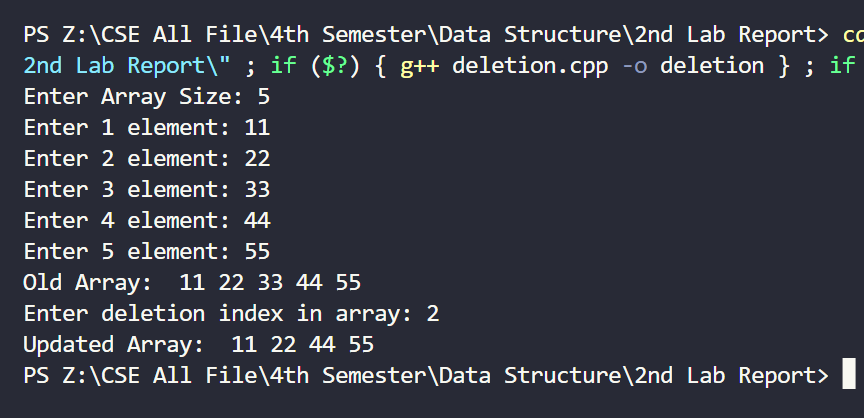 PS Z:\CSE All File\4th Semester\Data Structure\2nd Lab Report> cd
2nd Lab Report\" ; if ($?) { g++ deletion.cpp -o deletion } ; if
Enter Array Size: 5
Enter 1 element: 11
Enter 2 element: 22
Enter 3 element: 33
Enter 4 element: 44
Enter 5 element: 55
Old Array:  11 22 33 44 55
Enter deletion index in array: 2
Updated Array:  11 22 44 55
PS Z:\CSE All File\4th Semester\Data Structure\2nd Lab Report>